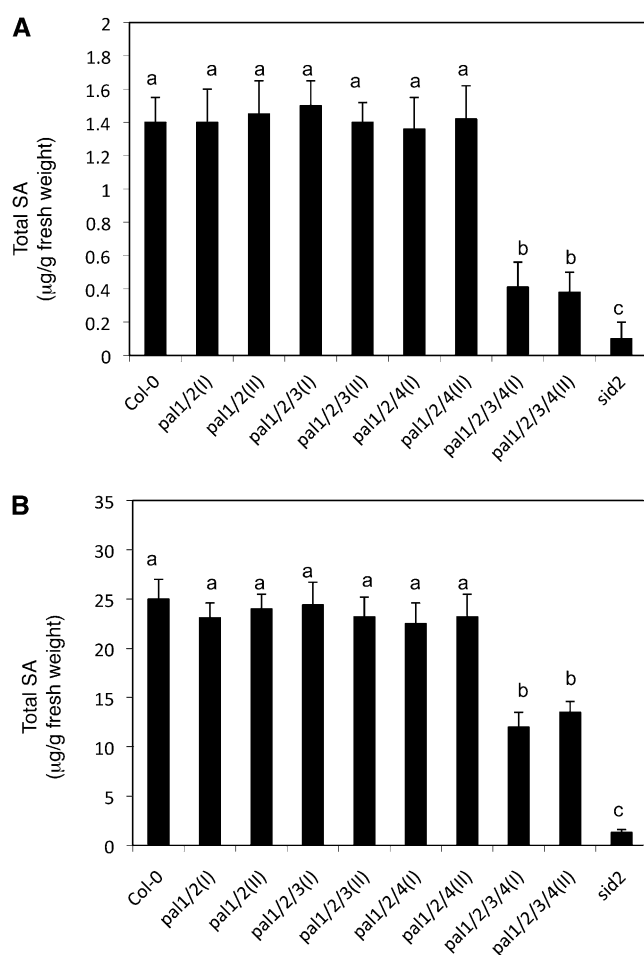 A
Total SA
(µg/g fresh weight)
2
1.8
1.6
1.4
1.2
1
0.8
0.6
0.4
0.2
0
a a a a a a a b b c
Col-0 pal1/2(I) pal1/2(II) pal1/2/3(I) pal1/2/3(II) pal1/2/4(I) pal1/2/4(II) pal1/2/3/4(I) pal1/2/3/4(II) sid2
B
Total SA
(µg/g fresh weight)
35
30
25
20
15
10
5
0
a a a a a a a b b c
Col-0 pal1/2(I) pal1/2(II) pal1/2/3(I) pal1/2/3(II) pal1/2/4(I) pal1/2/4(II) pal1/2/3/4(I) pal1/2/3/4(II) sid2